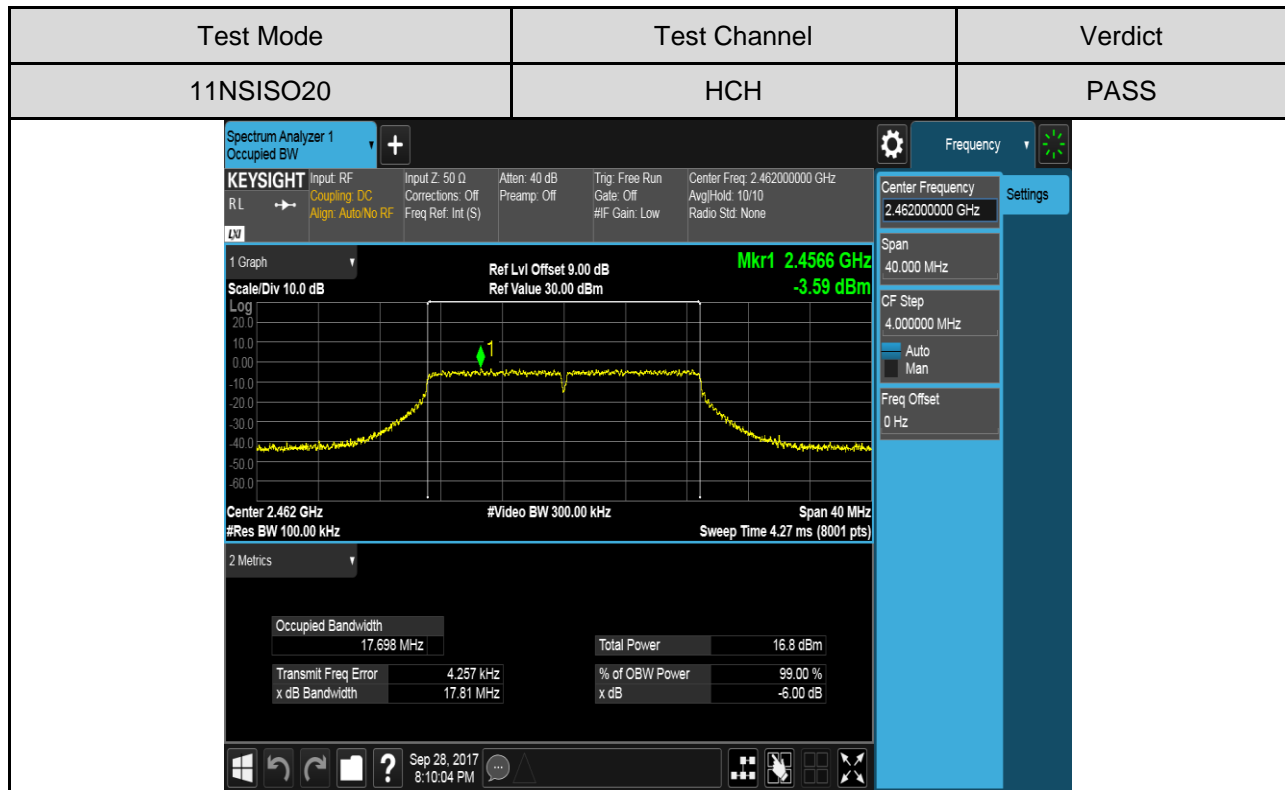 Test Mode Test Channel Verdict
11NSISO20 HCH PASS
Spectrum Analyzer 1
Occupied BW
+
Frequency
KEYSIGHT
RL
LXI
Input: RF
Coupling: DC
Align: Auto/No RF
Input Z: 50 Ω
Corrections: Off
Freq Ref: Int (S)
Atten: 40 dB
Preamp: Off
Trig: Free Run
Gate: Off
#IF Gain: Low
Center Freq: 2.462000000 GHz
Avg|Hold: 10/10
Radio Std: None
Center Frequency
2.462000000 GHz
Settings
Span
40.000 MHz
CF Step
4.000000 MHz
Auto
Man
Freq Offset
0 Hz
1 Graph
Scale/Div 10.0 dB
Ref Lvl Offset 9.00 dB
Ref Value 30.00 dBm
Mkr1 2.4566 GHz
-3.59 dBm
Log
20.0
10.0
0.00
-10.0
-20.0
-30.0
-40.0
-50.0
-60.0
1
Center 2.462 GHz #Video BW 300.00 kHz Span 40 MHz
#Res BW 100.00 kHz Sweep Time 4.27 ms (8001 pts)
2 Metrics
Occupied Bandwidth
17.698 MHz
Total Power 16.8 dBm
Transmit Freq Error 4.257 kHz % of OBW Power 99.00 %
x dB Bandwidth 17.81 MHz x dB -6.00 dB
?
Sep 28, 2017
8:10:04 PM